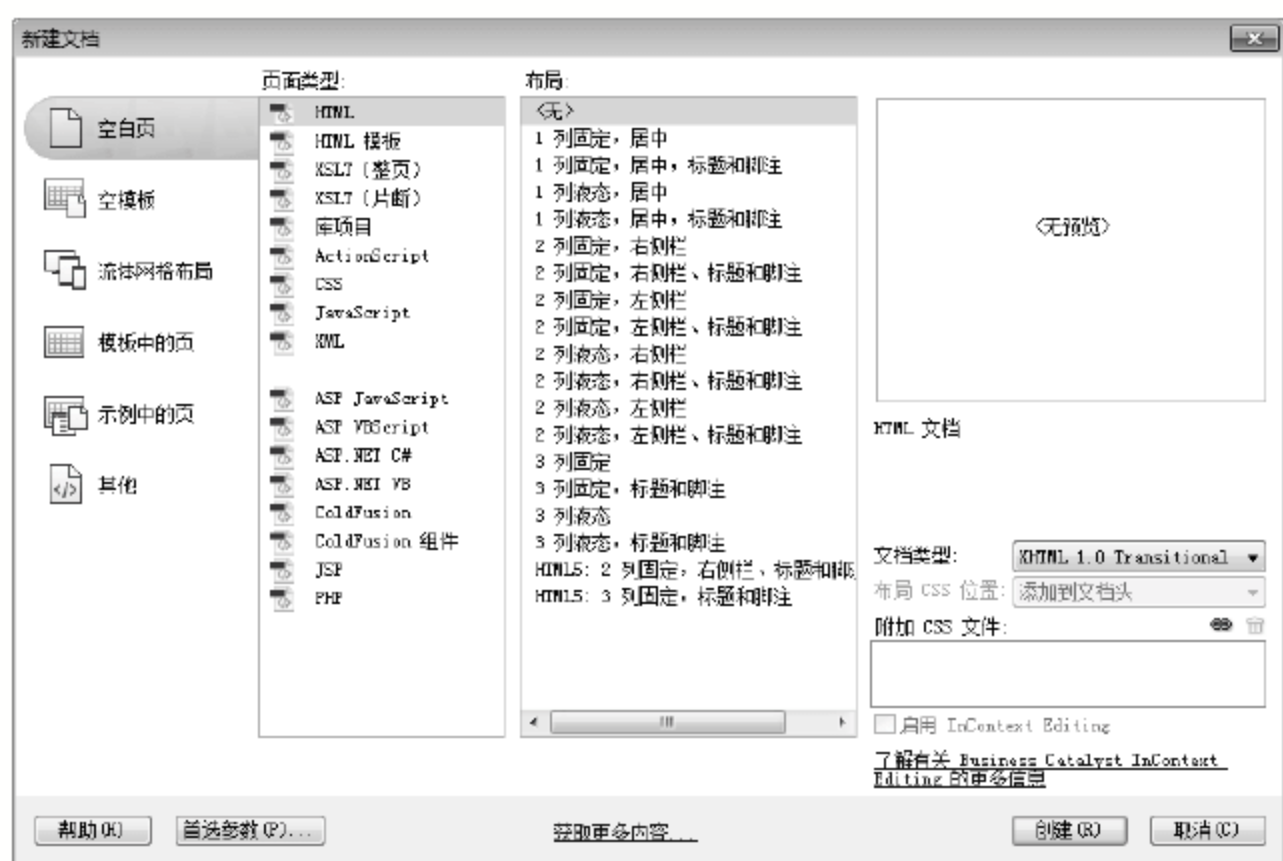 新建文档
空白页
空模板
流体网格布局
模板中的页
示例中的页
其他
页面类型:
HTML
HTML 模板
XSLT(整页)
XSLT(片断)
库项目
ActionScript
CSS
JavaScript
XML
ASP JavaScript
ASP VBScript
ASP.NET C#
ASP.NET VB
ColdFusion
ColdFusion 组件
JSP
PHP
布局:
<无>
1 列固定，居中
1 列固定，居中，标题和脚注
1 列液态，居中
1 列液态，居中，标题和脚注
2 列固定，右侧栏
2 列固定，右侧栏、标题和脚注
2 列固定，左侧栏
2 列固定，左侧栏、标题和脚注
2 列液态，右侧栏
2 列液态，右侧栏、标题和脚注
2 列液态，左侧栏
2 列液态，左侧栏、标题和脚注
3 列固定
3 列固定，标题和脚注
3 列液态
3 列液态，标题和脚注
HTML5: 2 列固定，右侧栏、标题和脚
HTML5: 3 列固定，标题和脚注
<无预览>
HTML 文档
文档类型: XHTML 1.0 Transitional
布局 CSS 位置: 添加到文档头
附加 CSS 文件:
启用 InContext Editing
了解有关 Business Catalyst InContext
Editing 的更多信息
帮助(H) 首选参数(P)... 获取更多内容... 创建(R) 取消(C)